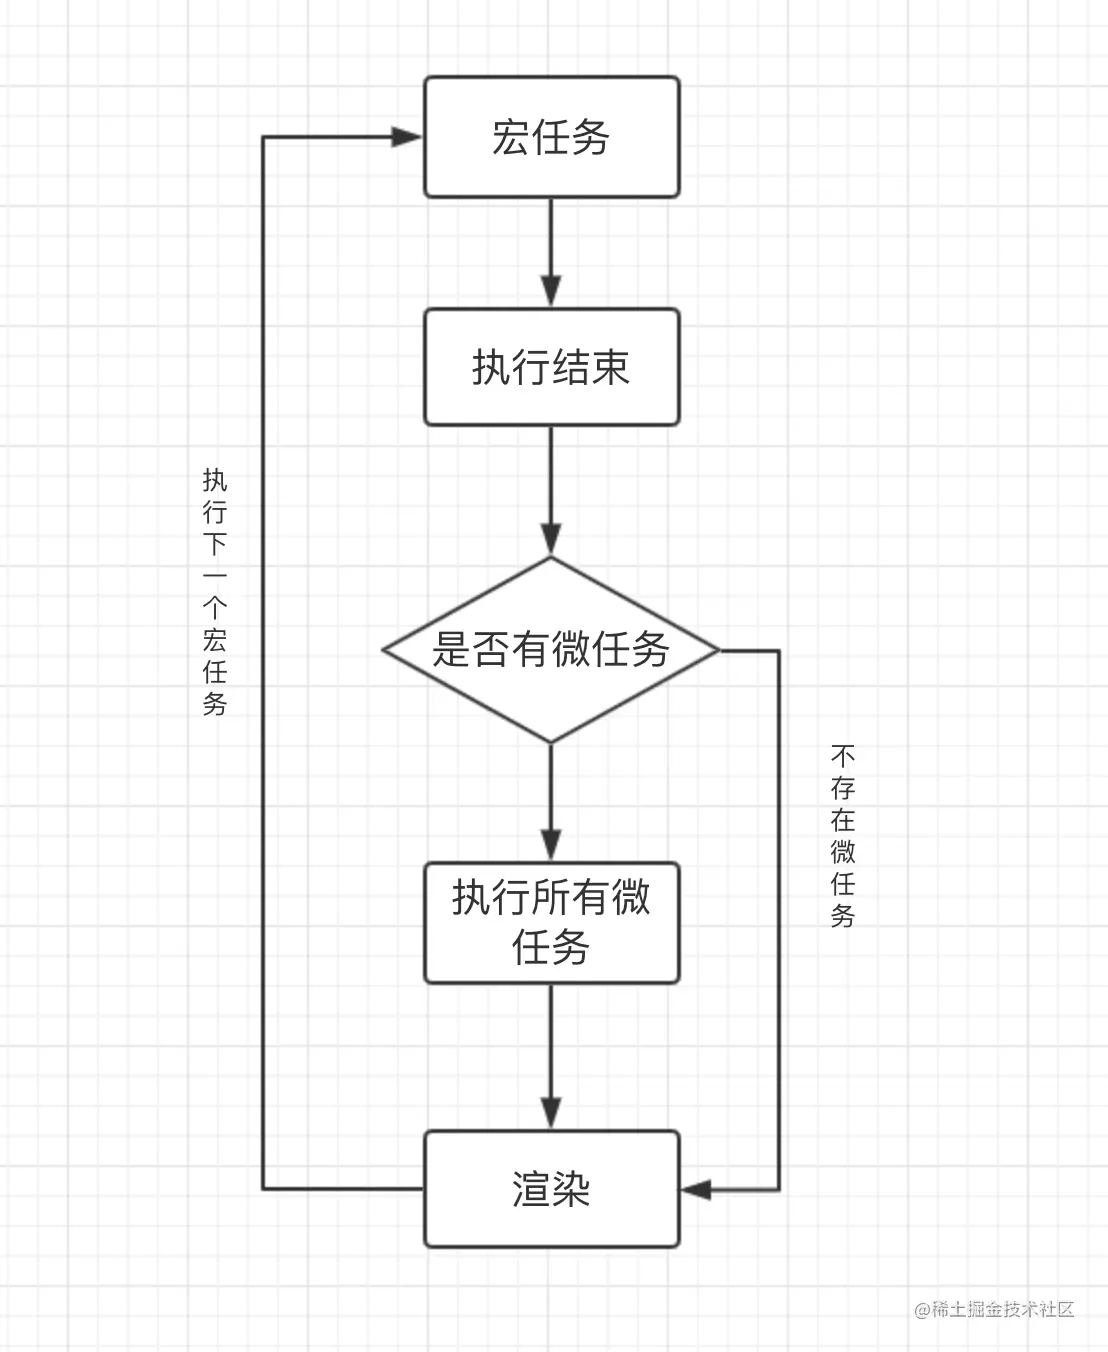 宏任务
执行结束
执行下一个宏任务
是否有微任务
不存在微任务
执行所有微
任务
渲染
@稀土掘金技术社区